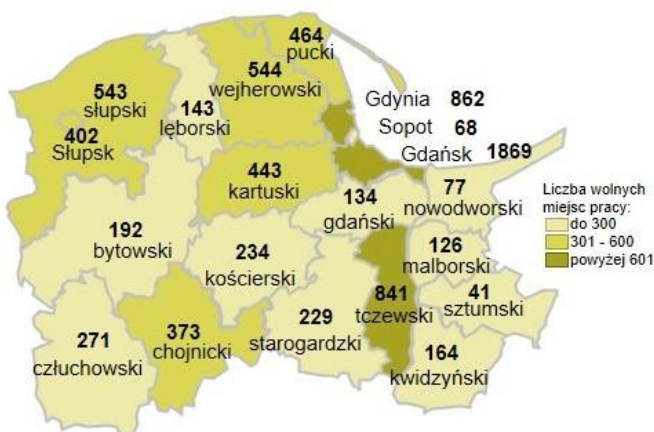 464
pucki
543
słupski
544
wejherowski
143
lęborski
Gdynia 862
Sopot 68
Gdańsk 1869
402
Słupsk
443
kartuski
134
gdański
77
nowodworski
Liczba wolnych
miejsc pracy:
do 300
301 - 600
powyżej 601
192
bytowski
234
kościerski
126
malborski
841
tczewski
41
sztumski
271
człuchowski
373
chojnicki
229
starogardzki
164
kwidzyński